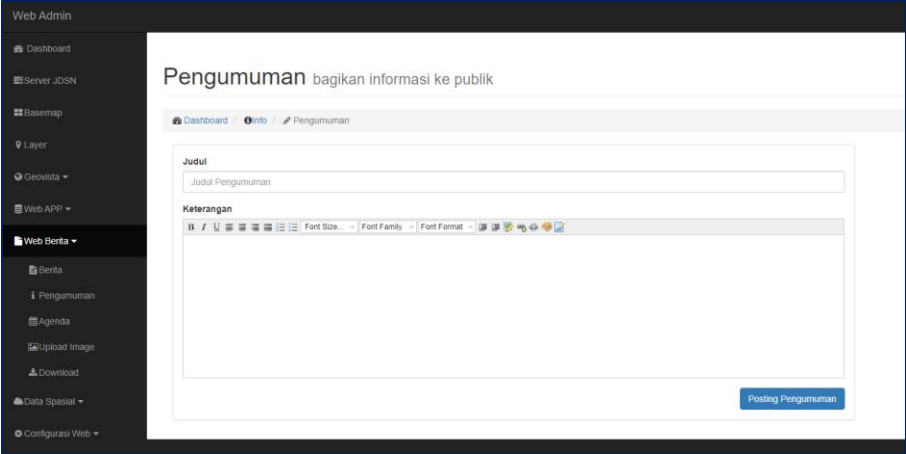 Web Admin
Dashboard
Server JDSN
Basemap
Layer
Geovista
Web APP
Web Berita
Berita
Pengumuman
Agenda
Upload Image
Download
Data Spasial
Configurasi Web
Pengumuman bagikan informasi ke publik
Dashboard / Info / Pengumuman
Judul
Judul Pengumuman
Keterangan
B I U Font Size... Font Family. Font Format
Posting Pengumuman